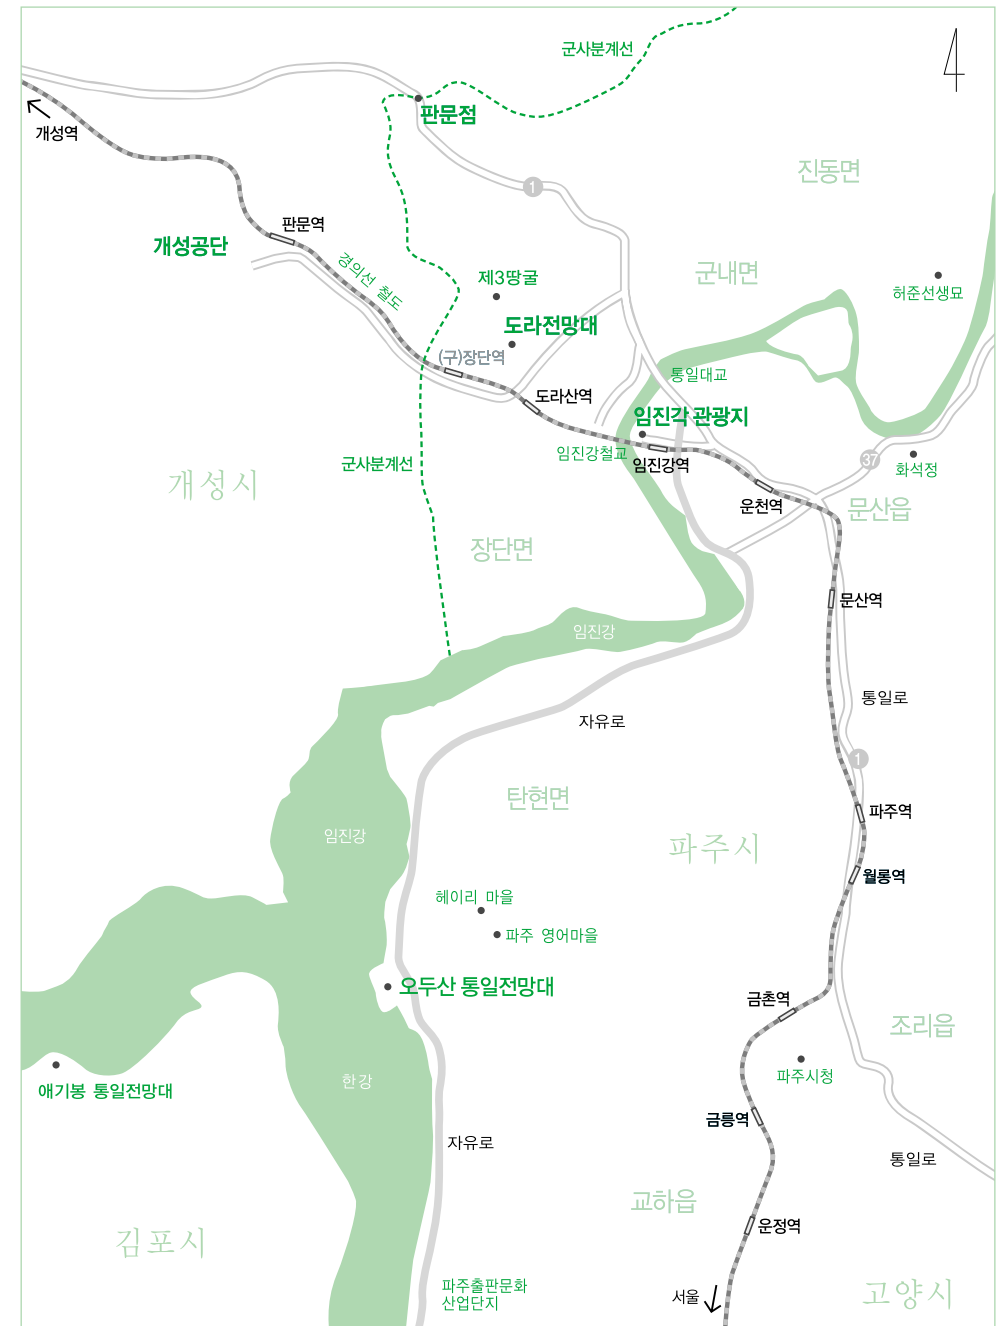 군사분계선
판문점
개성역
진동면
1
판문역
개성공단
경의선 철도
제3땅굴
군내면
허준선생묘
도라전망대
(구)장단역
통일대교
도라산역
임진각 관광지
군사분계선
임진강철교
임진강역
37
화석정
개성시
운천역
문산읍
장단면
문산역
임진강
통일로
자유로
1
탄현면
파주역
임진강
파주시
월롱역
헤이리 마을
파주 영어마을
오두산 통일전망대
금촌역
조리읍
한강
파주시청
애기봉 통일전망대
금릉역
자유로
통일로
교하읍
운정역
김포시
파주출판문화
산업단지
서울
고양시